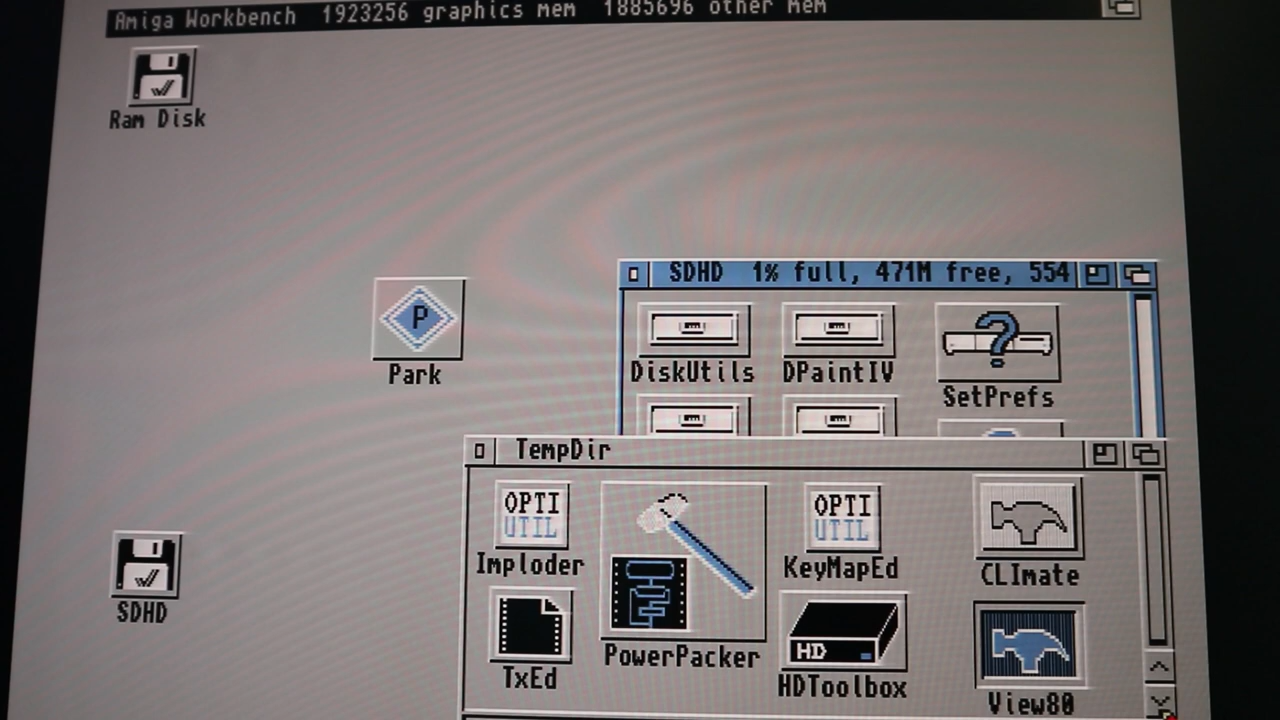 Amiga Workbench 1923256 graphics mem 1885696 other mem
Ram Disk
P
Park
SDHD 1% full, 471M free, 554
DiskUtils DPaintIV SetPrefs
TempDir
OPTI UTIL
Imploder
OPTI UTIL
KeyMapEd
CLImate
SDHD
TxEd
PowerPacker
HD
HDToolbox
View80